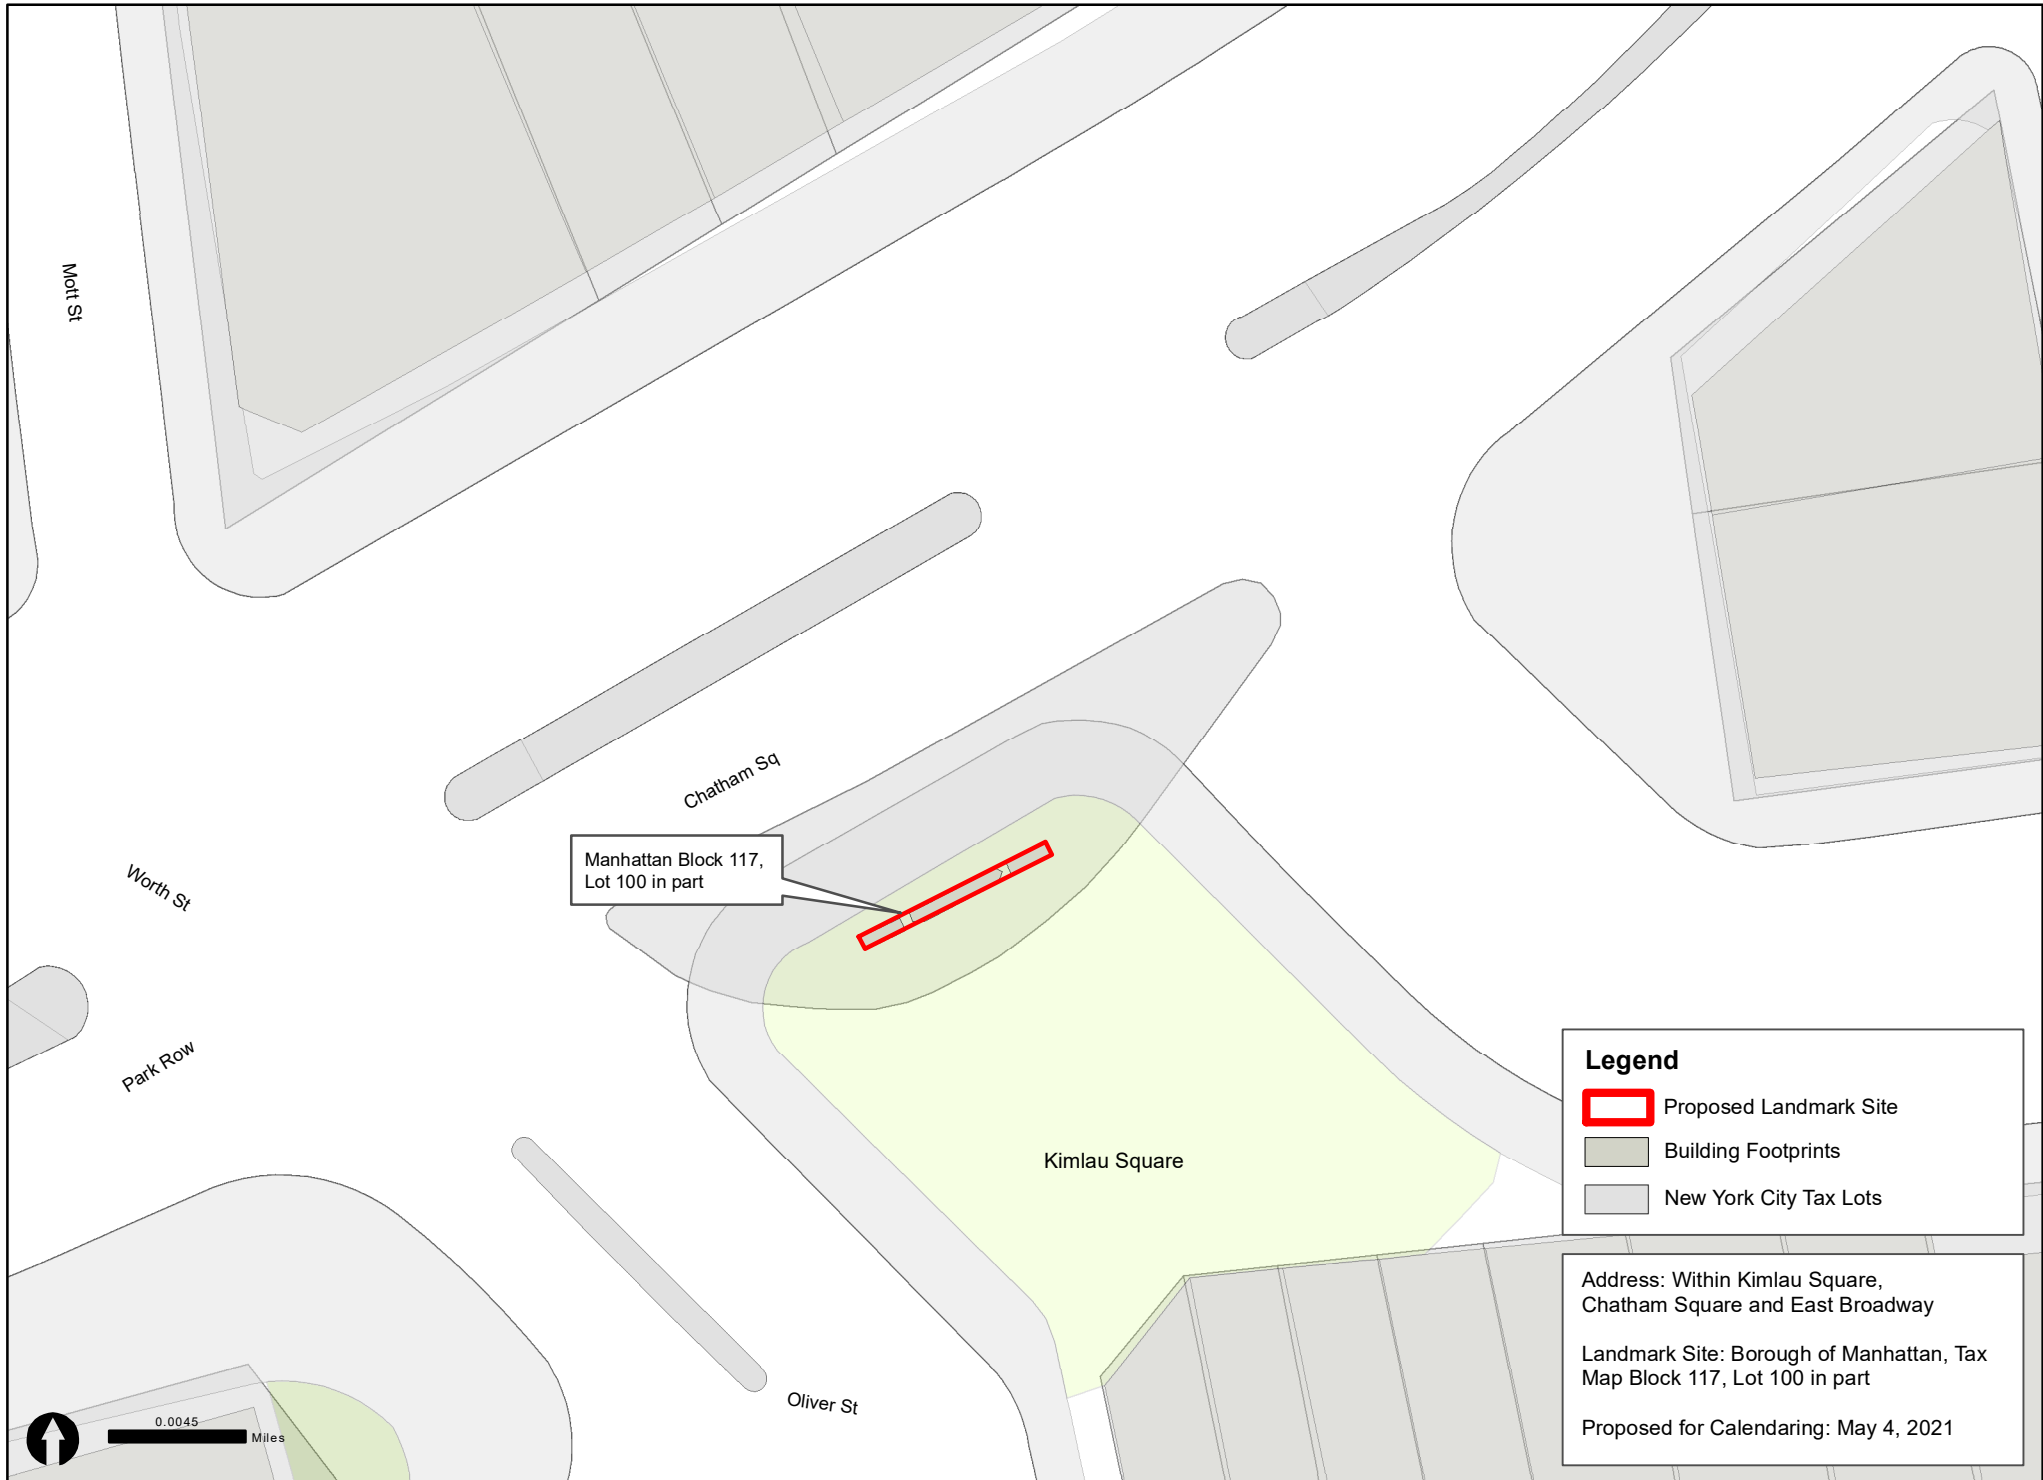 Mott St
Chatham Sq
Manhattan Block 117,
Lot 100 in part
Worth St
Park Row
Kimlau Square
Oliver St
0.0045
Miles
Legend
Proposed Landmark Site
Building Footprints
New York City Tax Lots
Address: Within Kimlau Square,
Chatham Square and East Broadway
Landmark Site: Borough of Manhattan, Tax
Map Block 117, Lot 100 in part
Proposed for Calendaring: May 4, 2021